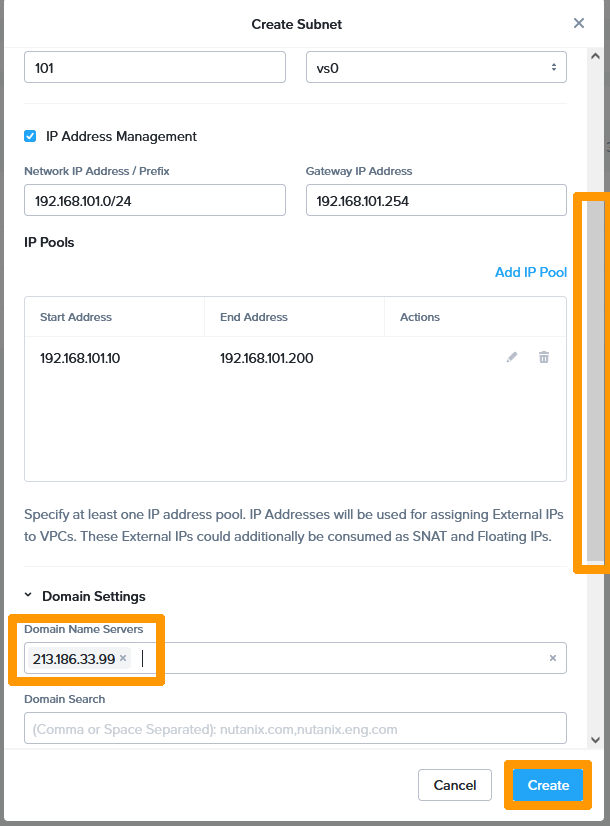 Create Subnet
101
vs0
IP Address Management
Network IP Address / Prefix
Gateway IP Address
192.168.101.0/24
192.168.101.254
IP Pools
Add IP Pool
Start Address
End Address
Actions
192.168.101.10
192.168.101.200
Specify at least one IP address pool. IP Addresses will be used for assigning External IPs
to VPCs. These External IPs could additionally be consumed as SNAT and Floating IPs.
Domain Settings
Domain Name Servers
213.186.33.99 ×
Domain Search
(Comma or Space Separated): nutanix.com,nutanix.eng.com
Cancel
Create